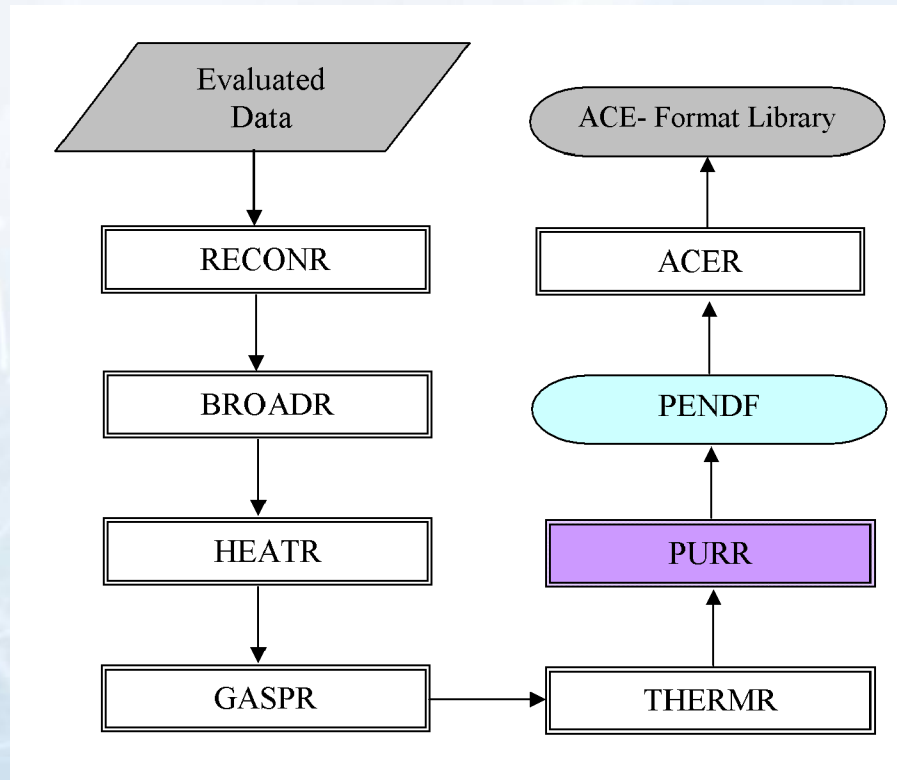 Evaluated
Data
RECONR
BROADR
HEATR
GASPR
THERMR
PURR
PENDF
ACER
ACE- Format Library